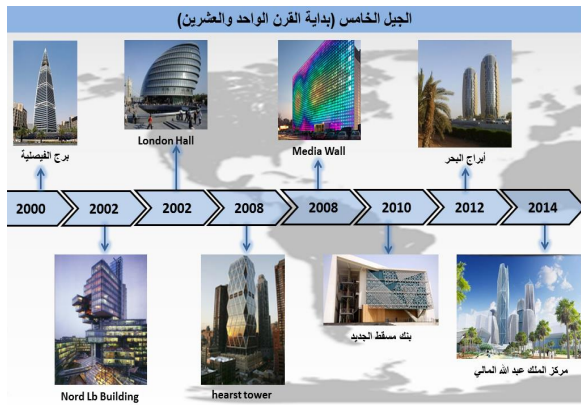 الجيل الخامس (بداية القرن الواحد والعشرين)
برج الفيصلية
London Hall
Media Wall
أبراج البحر
2000
2002
2002
2008
2008
2010
2012
2014
Nord Lb Building
hearst tower
بنك مسقط الجديد
مركز الملك عبد الله المالي